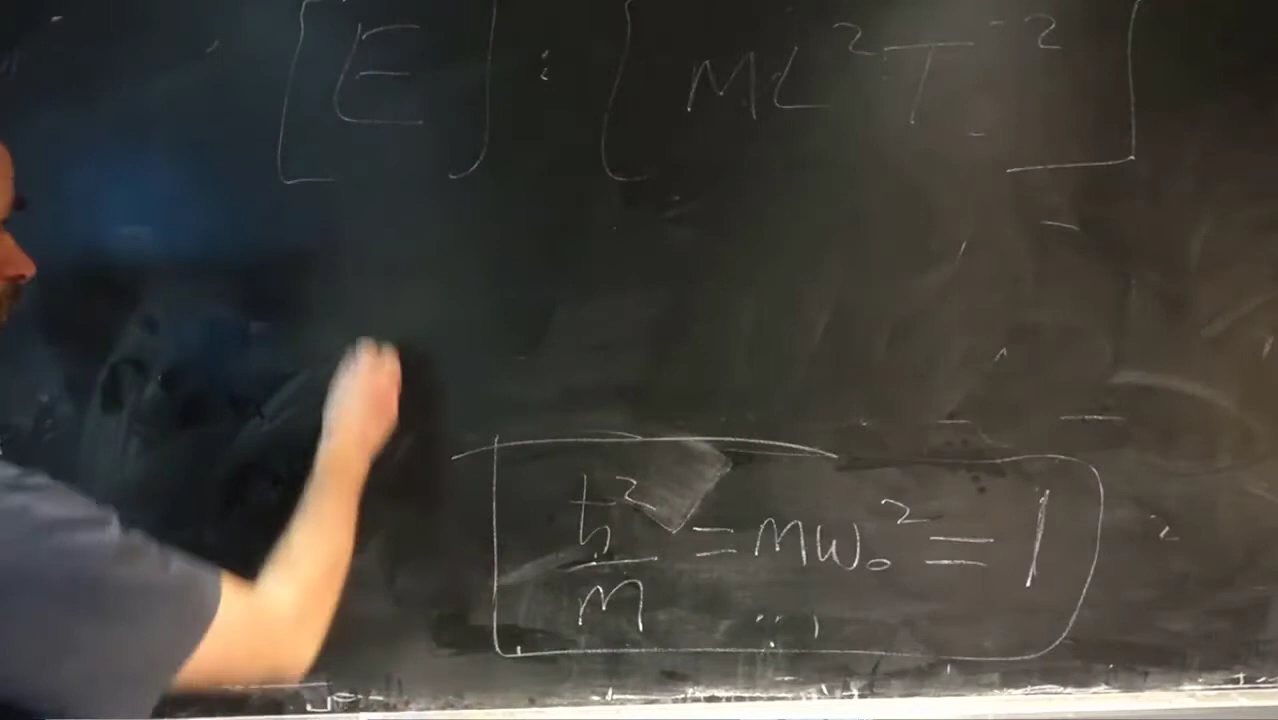 [E] : [ML²T⁻²]
ħ²/m = mω₀² = 1